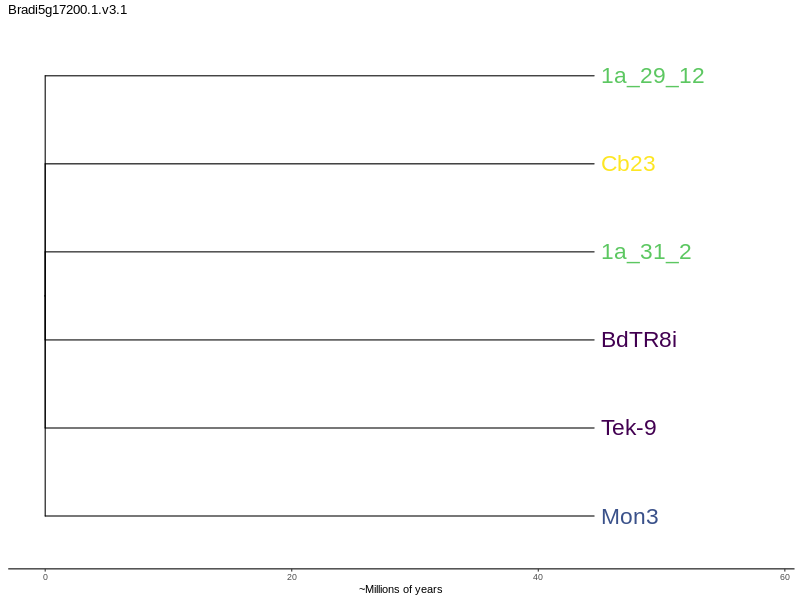 Bradi5g17200.1.v3.1
1a_29_12
Cb23
1a_31_2
BdTR8i
Tek-9
Mon3
0 20 40 60
~Millions of years